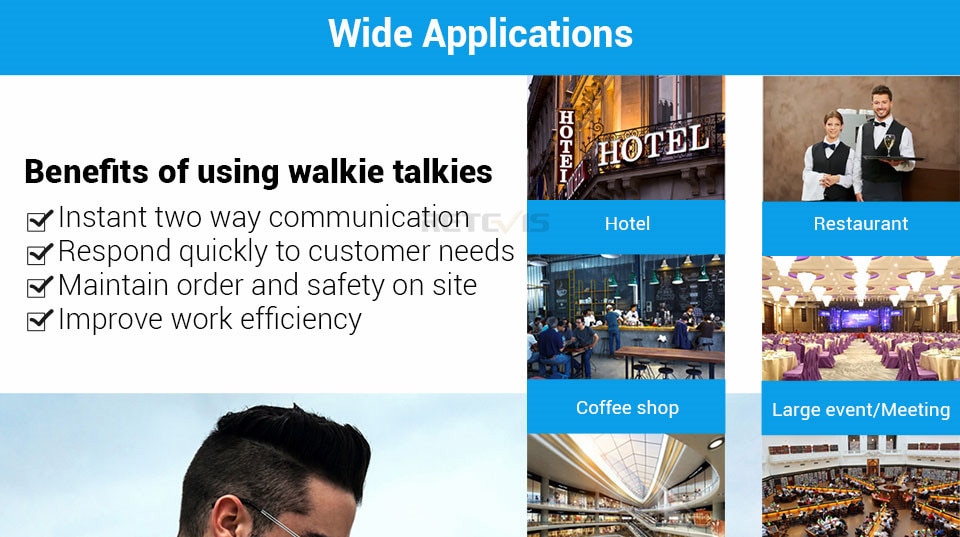 Wide Applications
Benefits of using walkie talkies
Instant two way communication
Respond quickly to customer needs
Maintain order and safety on site
Improve work efficiency
RETEVIS
HOTEL
HOTEL
Hotel
Restaurant
Coffee shop
Large event/Meeting